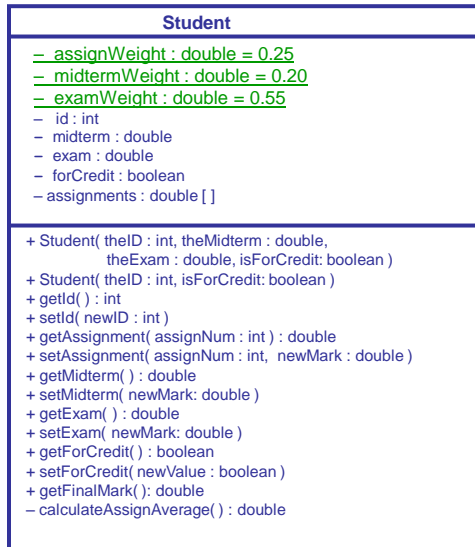 Student
– assignWeight : double = 0.25
– midtermWeight : double = 0.20
– examWeight : double = 0.55
– id : int
– midterm : double
– exam : double
– forCredit : boolean
– assignments : double [ ]
+ Student( theID : int, theMidterm : double,
theExam : double, isForCredit: boolean )
+ Student( theID : int, isForCredit: boolean )
+ getId( ) : int
+ setId( newID : int )
+ getAssignment( assignNum : int ) : double
+ setAssignment( assignNum : int, newMark : double )
+ getMidterm( ) : double
+ setMidterm( newMark: double )
+ getExam( ) : double
+ setExam( newMark: double )
+ getForCredit( ) : boolean
+ setForCredit( newValue : boolean )
+ getFinalMark( ): double
– calculateAssignAverage( ) : double